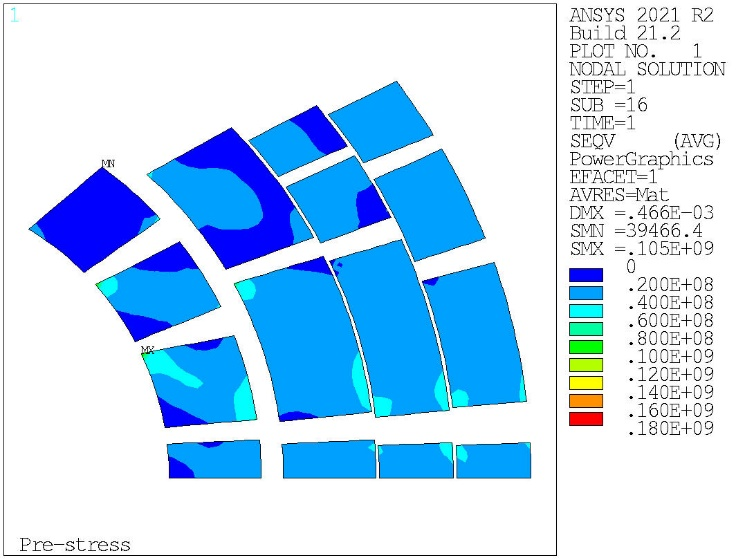 1
ANSYS 2021 R2
Build 21.2
PLOT NO. 1
NODAL SOLUTION
STEP=1
SUB =16
TIME=1
SEQV (AVG)
PowerGraphics
EFACET=1
AVRES=Mat
DMX =.466E-03
SMN =39466.4
SMX =.105E+09
0
.200E+08
.400E+08
.600E+08
.800E+08
.100E+09
.120E+09
.140E+09
.160E+09
.180E+09
MN
MX
Pre-stress